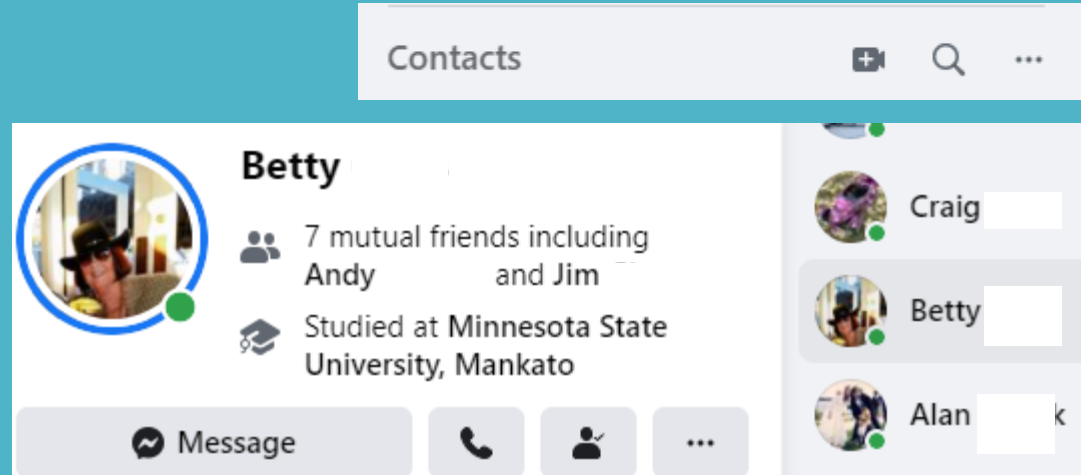 Contacts
Betty
7 mutual friends including
Andy and Jim
Studied at Minnesota State
University, Mankato
Message
Craig
Betty
Alan k